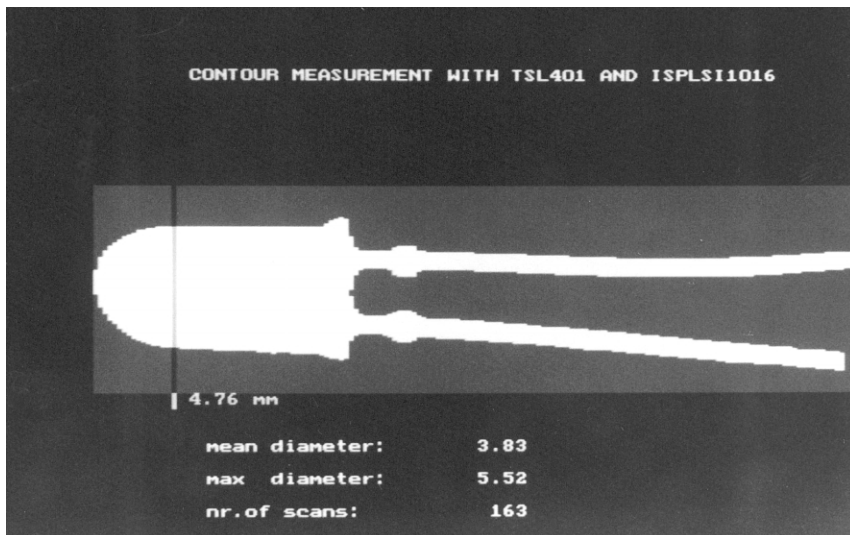 CONTOUR MEASUREMENT WITH TSL401 AND ISPLSI1016
4.76 mm
mean diameter: 3.83
max diameter: 5.52
nr.of scans: 163